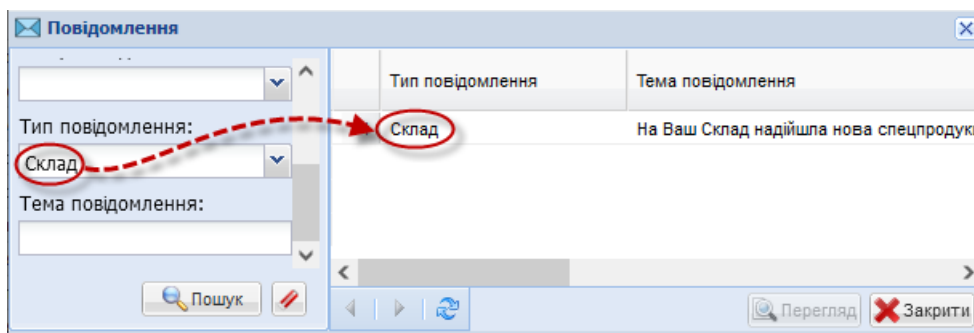 Повідомлення
Тип повідомлення:
Склад
Тема повідомлення:
Пошук
Тип повідомлення
Тема повідомлення
Склад
На Ваш Склад надійшла нова
Перегляд
Закрити